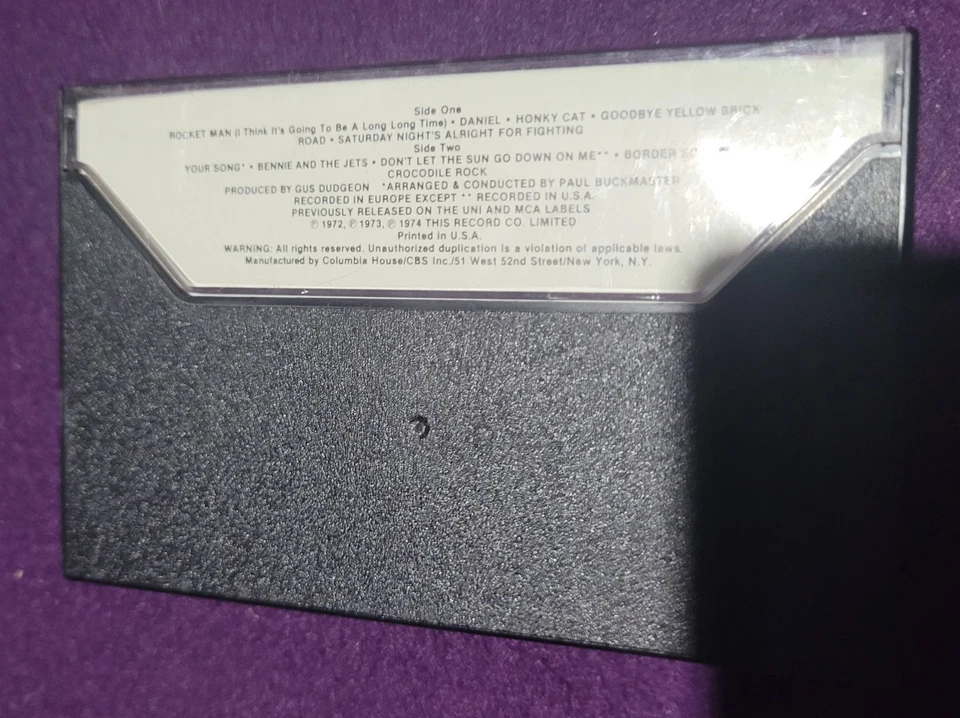 Side One
ROCKET MAN (I Think It's Going To Be A Long Long Time) • DANIEL • HONKY CAT • GOODBYE YELLOW BRICK
ROAD • SATURDAY NIGHT'S ALRIGHT FOR FIGHTING
Side Two
YOUR SONG* • BENNIE AND THE JETS • DON'T LET THE SUN GO DOWN ON ME** • BORDER
CROCODILE ROCK
PRODUCED BY GUS DUDGEON *ARRANGED & CONDUCTED BY PAUL BUCKMASTER
RECORDED IN EUROPE EXCEPT ** RECORDED IN U.S.A.
PREVIOUSLY RELEASED ON THE UNI AND MCA LABELS
℗ 1972, ℗ 1973, ℗ 1974 THIS RECORD CO. LIMITED
Printed in U.S.A.
WARNING: All rights reserved. Unauthorized duplication is a violation of applicable laws.
Manufactured by Columbia House/CBS Inc./51 West 52nd Street/New York, N.Y.